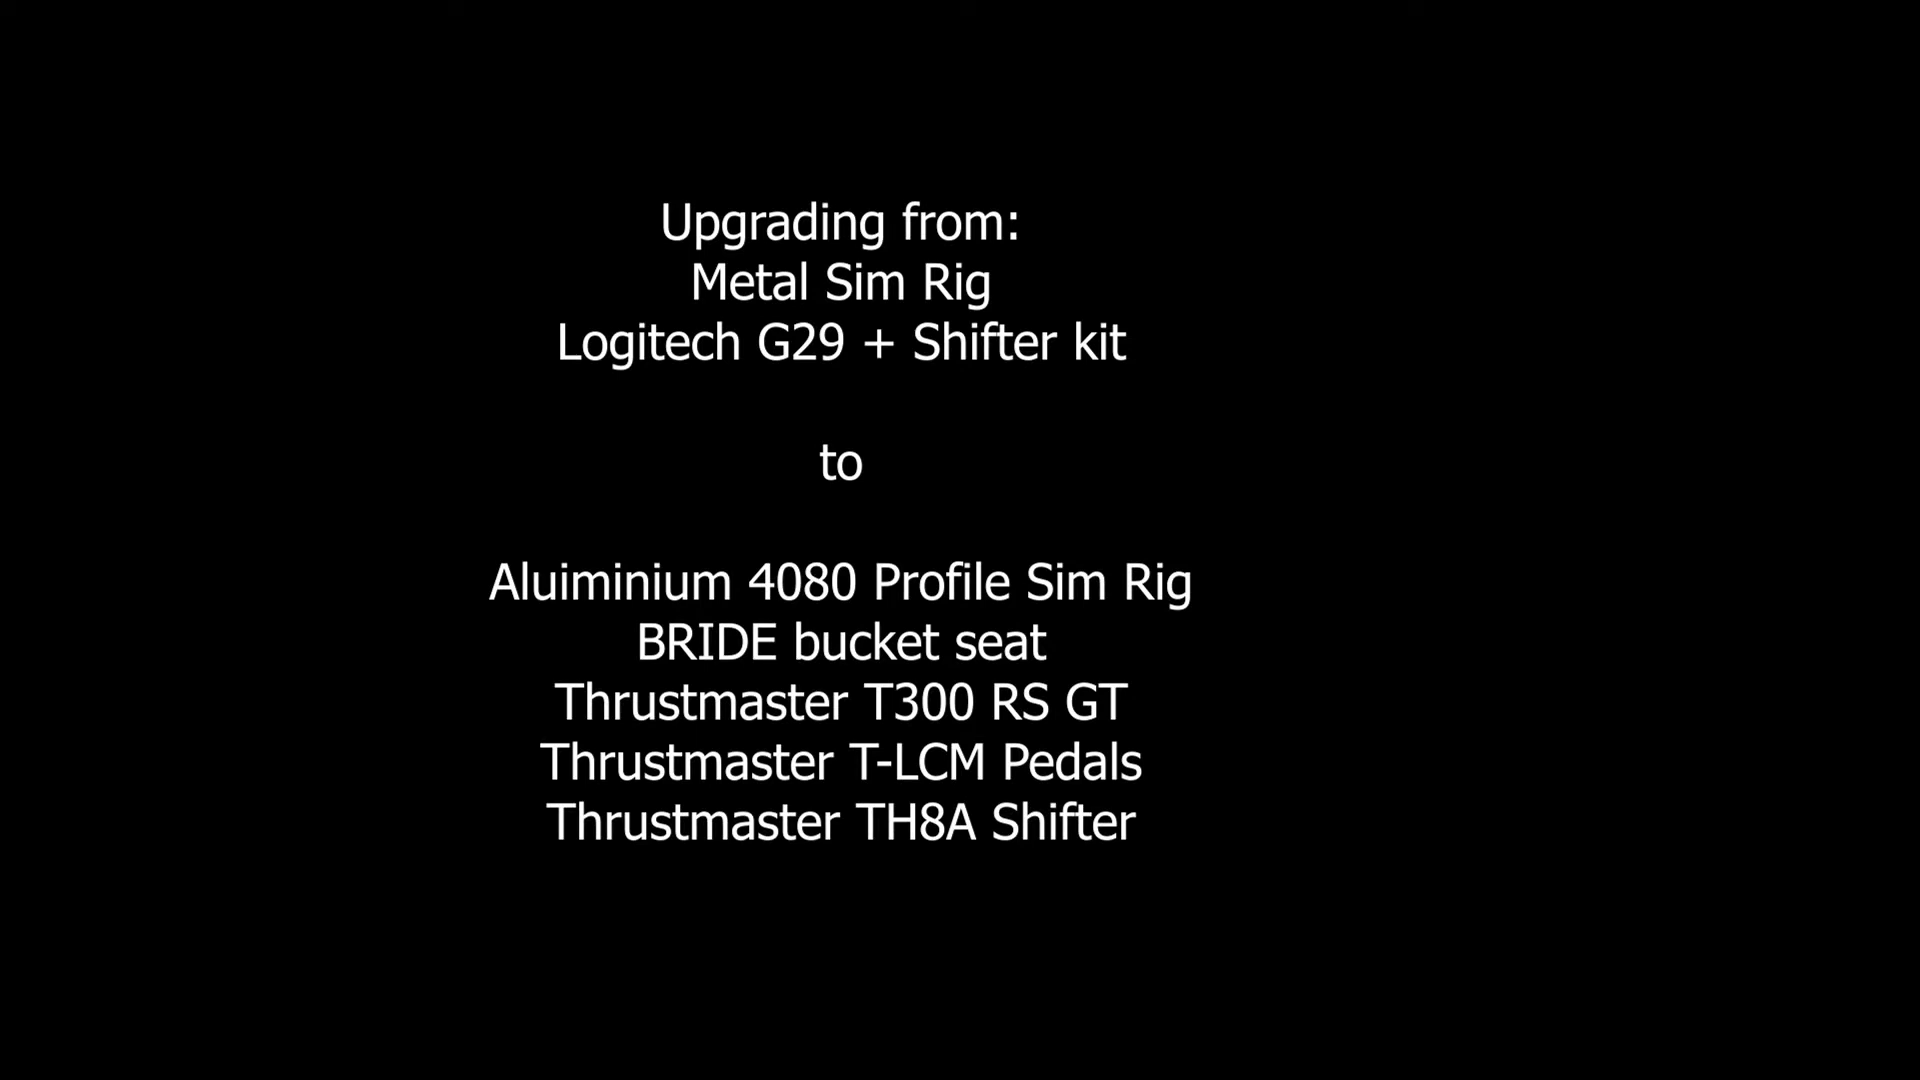 Upgrading from:
Metal Sim Rig
Logitech G29 + Shifter kit
to
Aluiminium 4080 Profile Sim Rig
BRIDE bucket seat
Thrustmaster T300 RS GT
Thrustmaster T-LCM Pedals
Thrustmaster TH8A Shifter